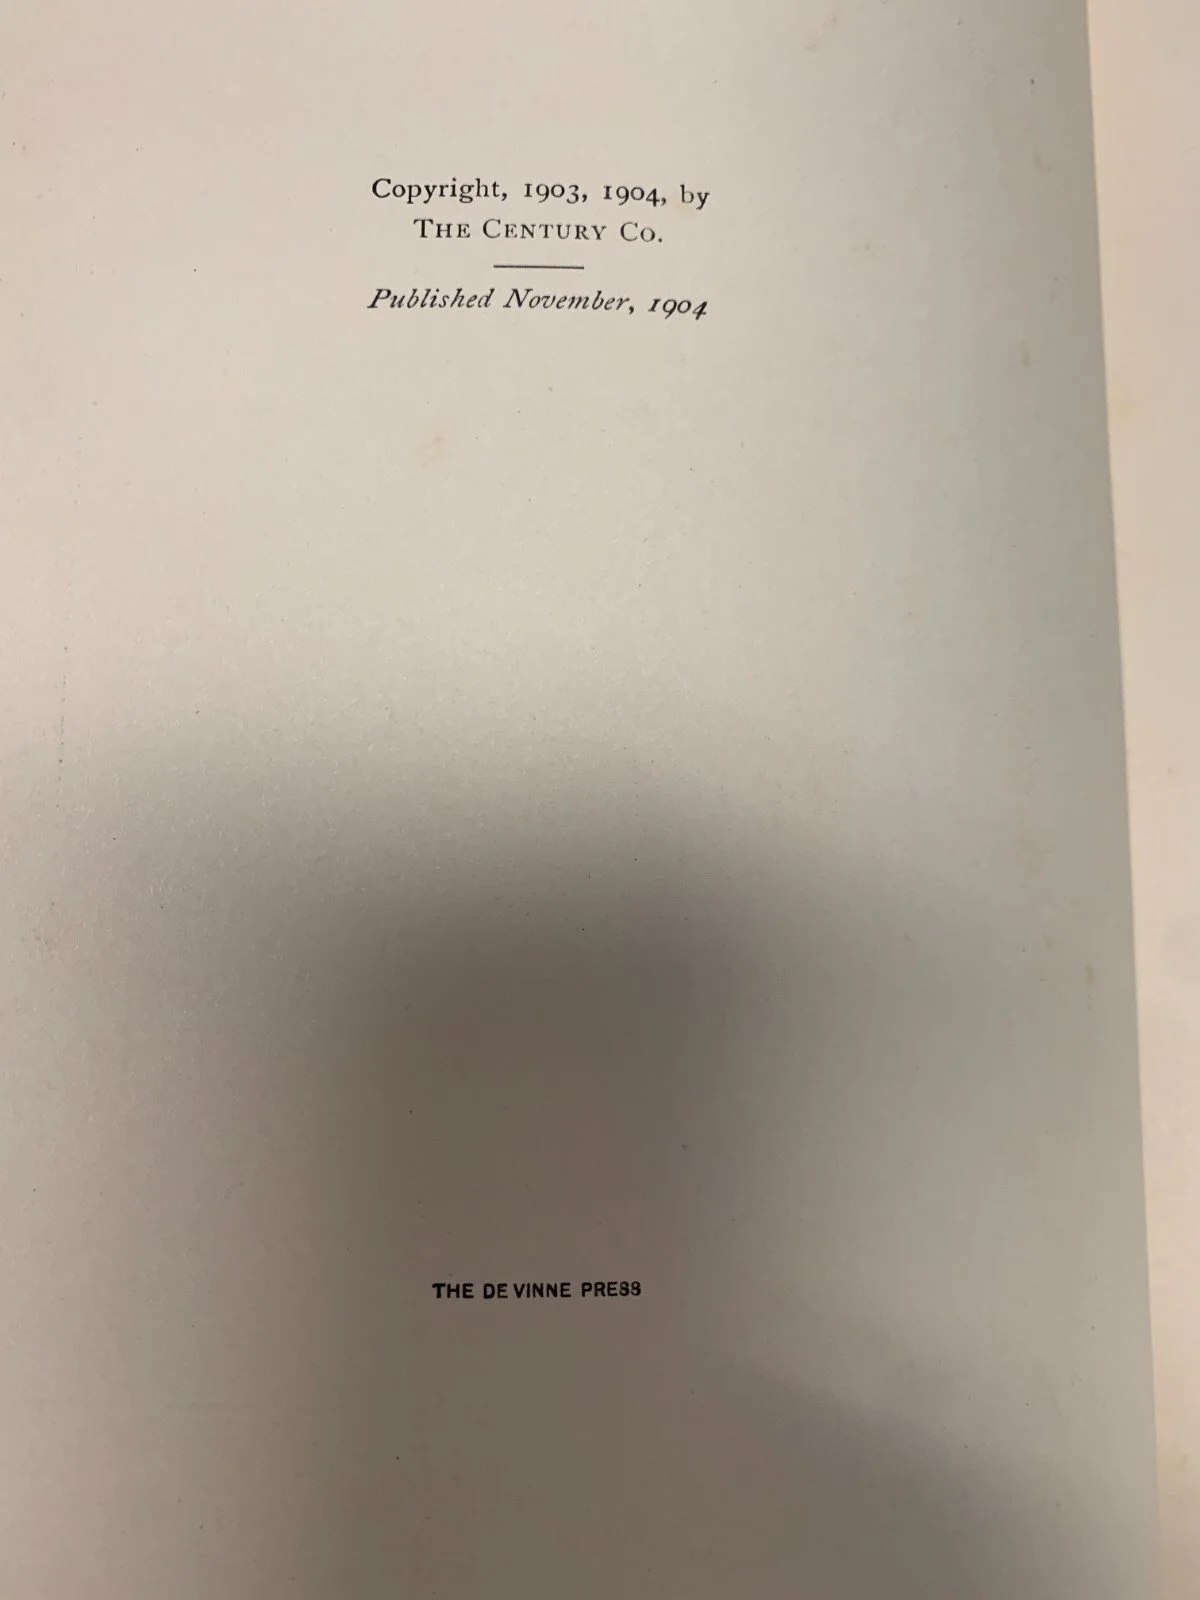 Copyright, 1903, 1904, by
THE CENTURY CO.
Published November, 1904
THE DE VINNE PRESS